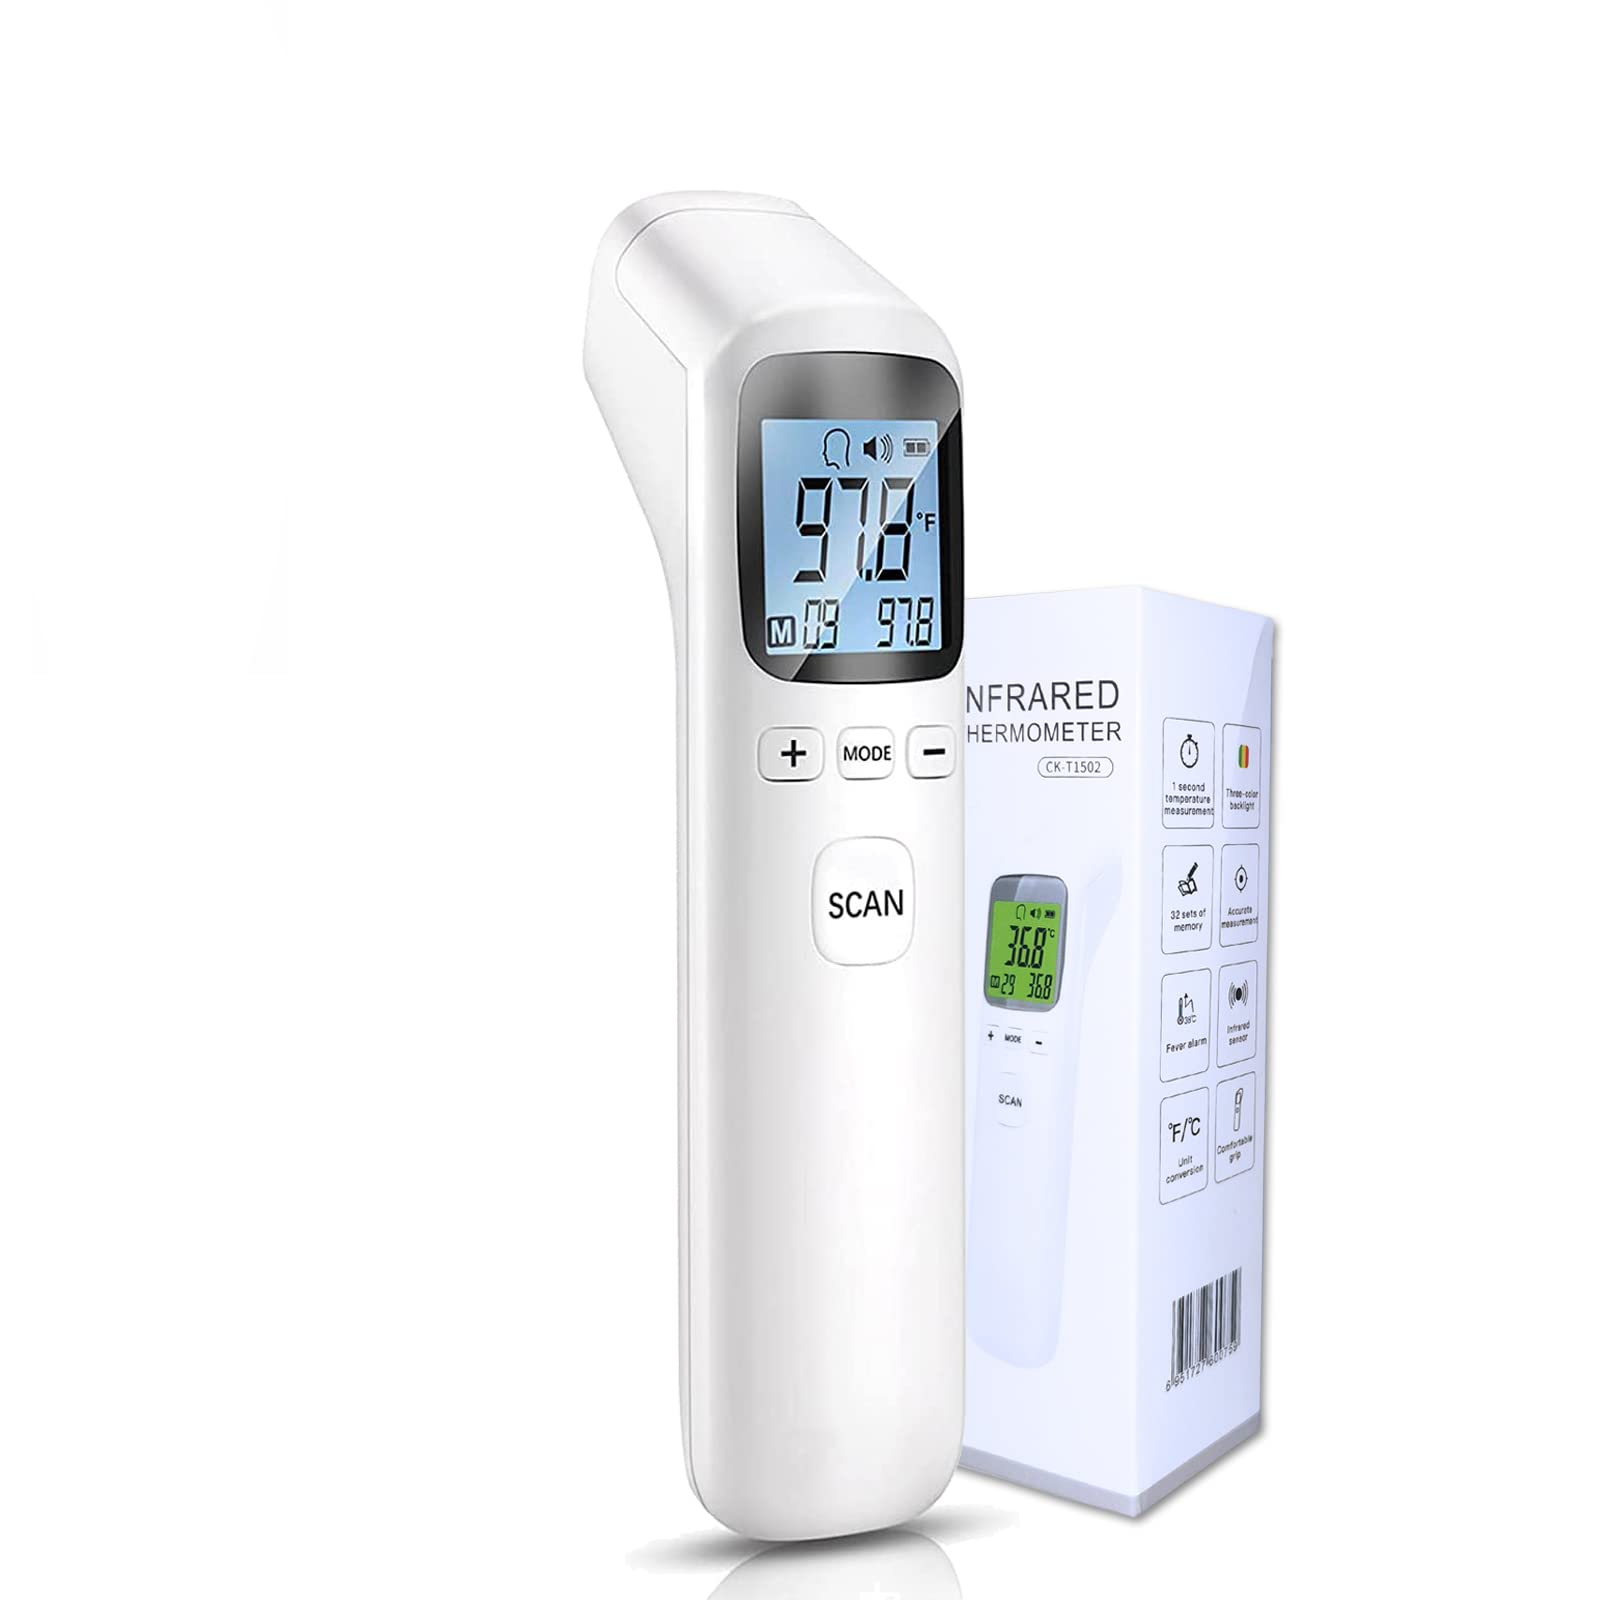 97.8 °F
M 09 97.8
+ MODE −
SCAN
NFRARED
HERMOMETER
CK-T1502
36.8 °C
M 29 36.8
+ MODE -
SCAN
1 second
temperature
measurement
Three-color
backlight
32 sets of
memory
Accurate
measurement
38°C
Fever alarm
Infrared
sensor
°F/°C
Unit
conversion
Comfortable
grip